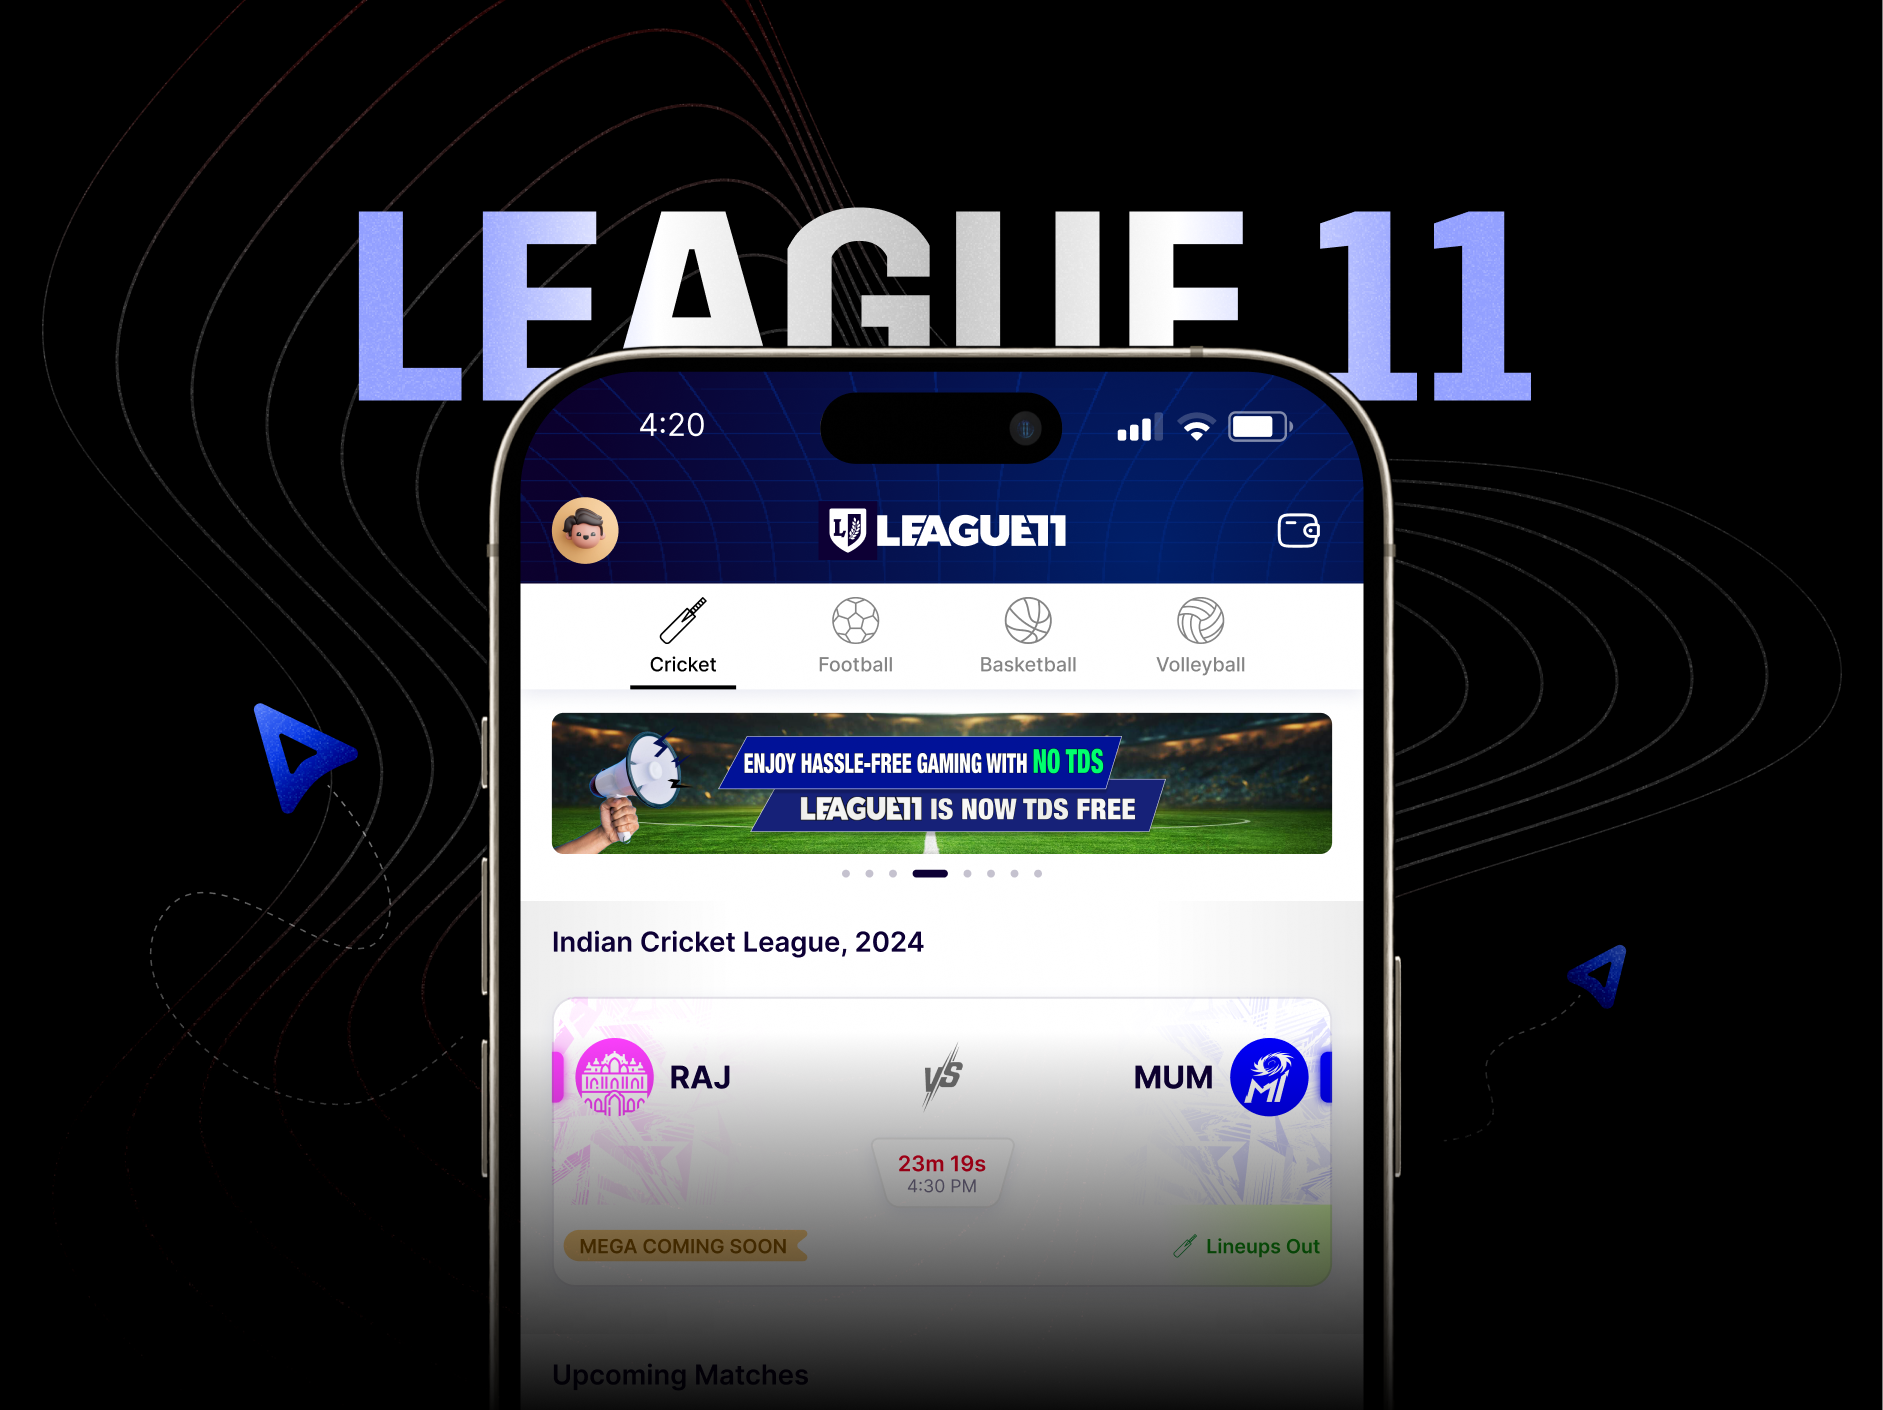 LEAGUE 11
4:20
LEAGUE11
Cricket
Football
Basketball
Volleyball
ENJOY HASSLE-FREE GAMING WITH NO TDS
LEAGUE11 IS NOW TDS FREE
Indian Cricket League, 2024
RAJ
VS
MUM
MI
23m 19s
4:30 PM
MEGA COMING SOON
Lineups Out
Upcoming Matches